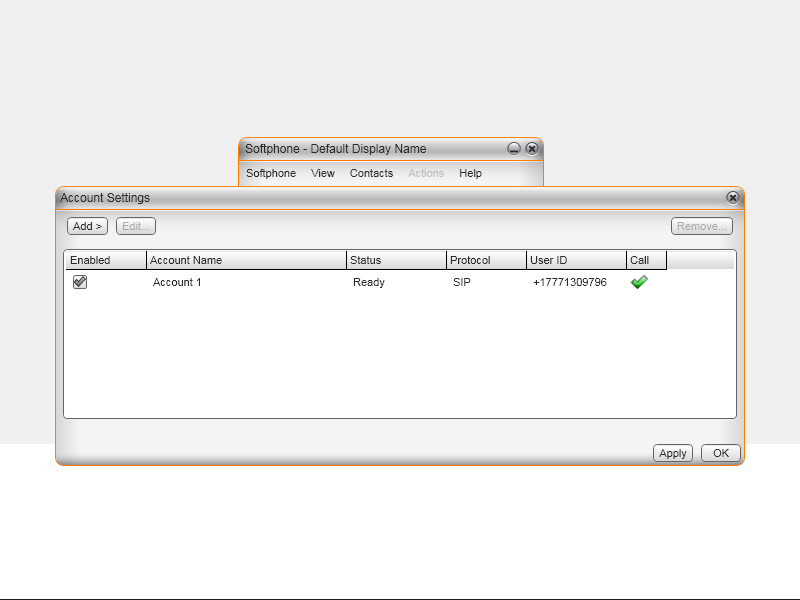 Softphone - Default Display Name
Softphone View Contacts Actions Help
Account Settings
Add > Edit... Remove...
Enabled Account Name Status Protocol User ID Call
Account 1 Ready SIP +17771309796
Apply OK